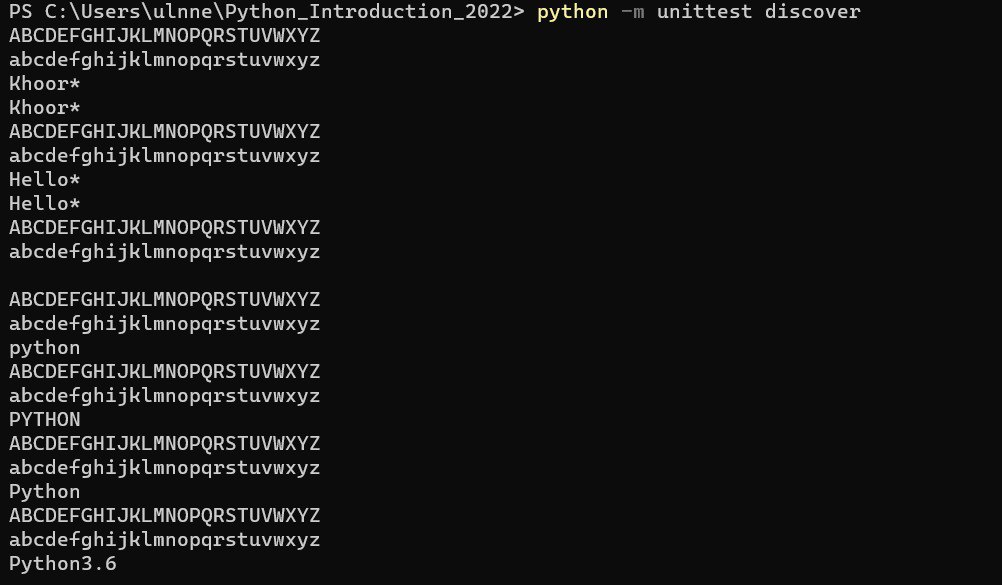 PS C:\Users\ulnne\Python_Introduction_2022> python -m unittest discover
ABCDEFGHIJKLMNOPQRSTUVWXYZ
abcdefghijklmnopqrstuvwxyz
Khoor*
Khoor*
ABCDEFGHIJKLMNOPQRSTUVWXYZ
abcdefghijklmnopqrstuvwxyz
Hello*
Hello*
ABCDEFGHIJKLMNOPQRSTUVWXYZ
abcdefghijklmnopqrstuvwxyz

ABCDEFGHIJKLMNOPQRSTUVWXYZ
abcdefghijklmnopqrstuvwxyz
python
ABCDEFGHIJKLMNOPQRSTUVWXYZ
abcdefghijklmnopqrstuvwxyz
PYTHON
ABCDEFGHIJKLMNOPQRSTUVWXYZ
abcdefghijklmnopqrstuvwxyz
Python
ABCDEFGHIJKLMNOPQRSTUVWXYZ
abcdefghijklmnopqrstuvwxyz
Python3.6